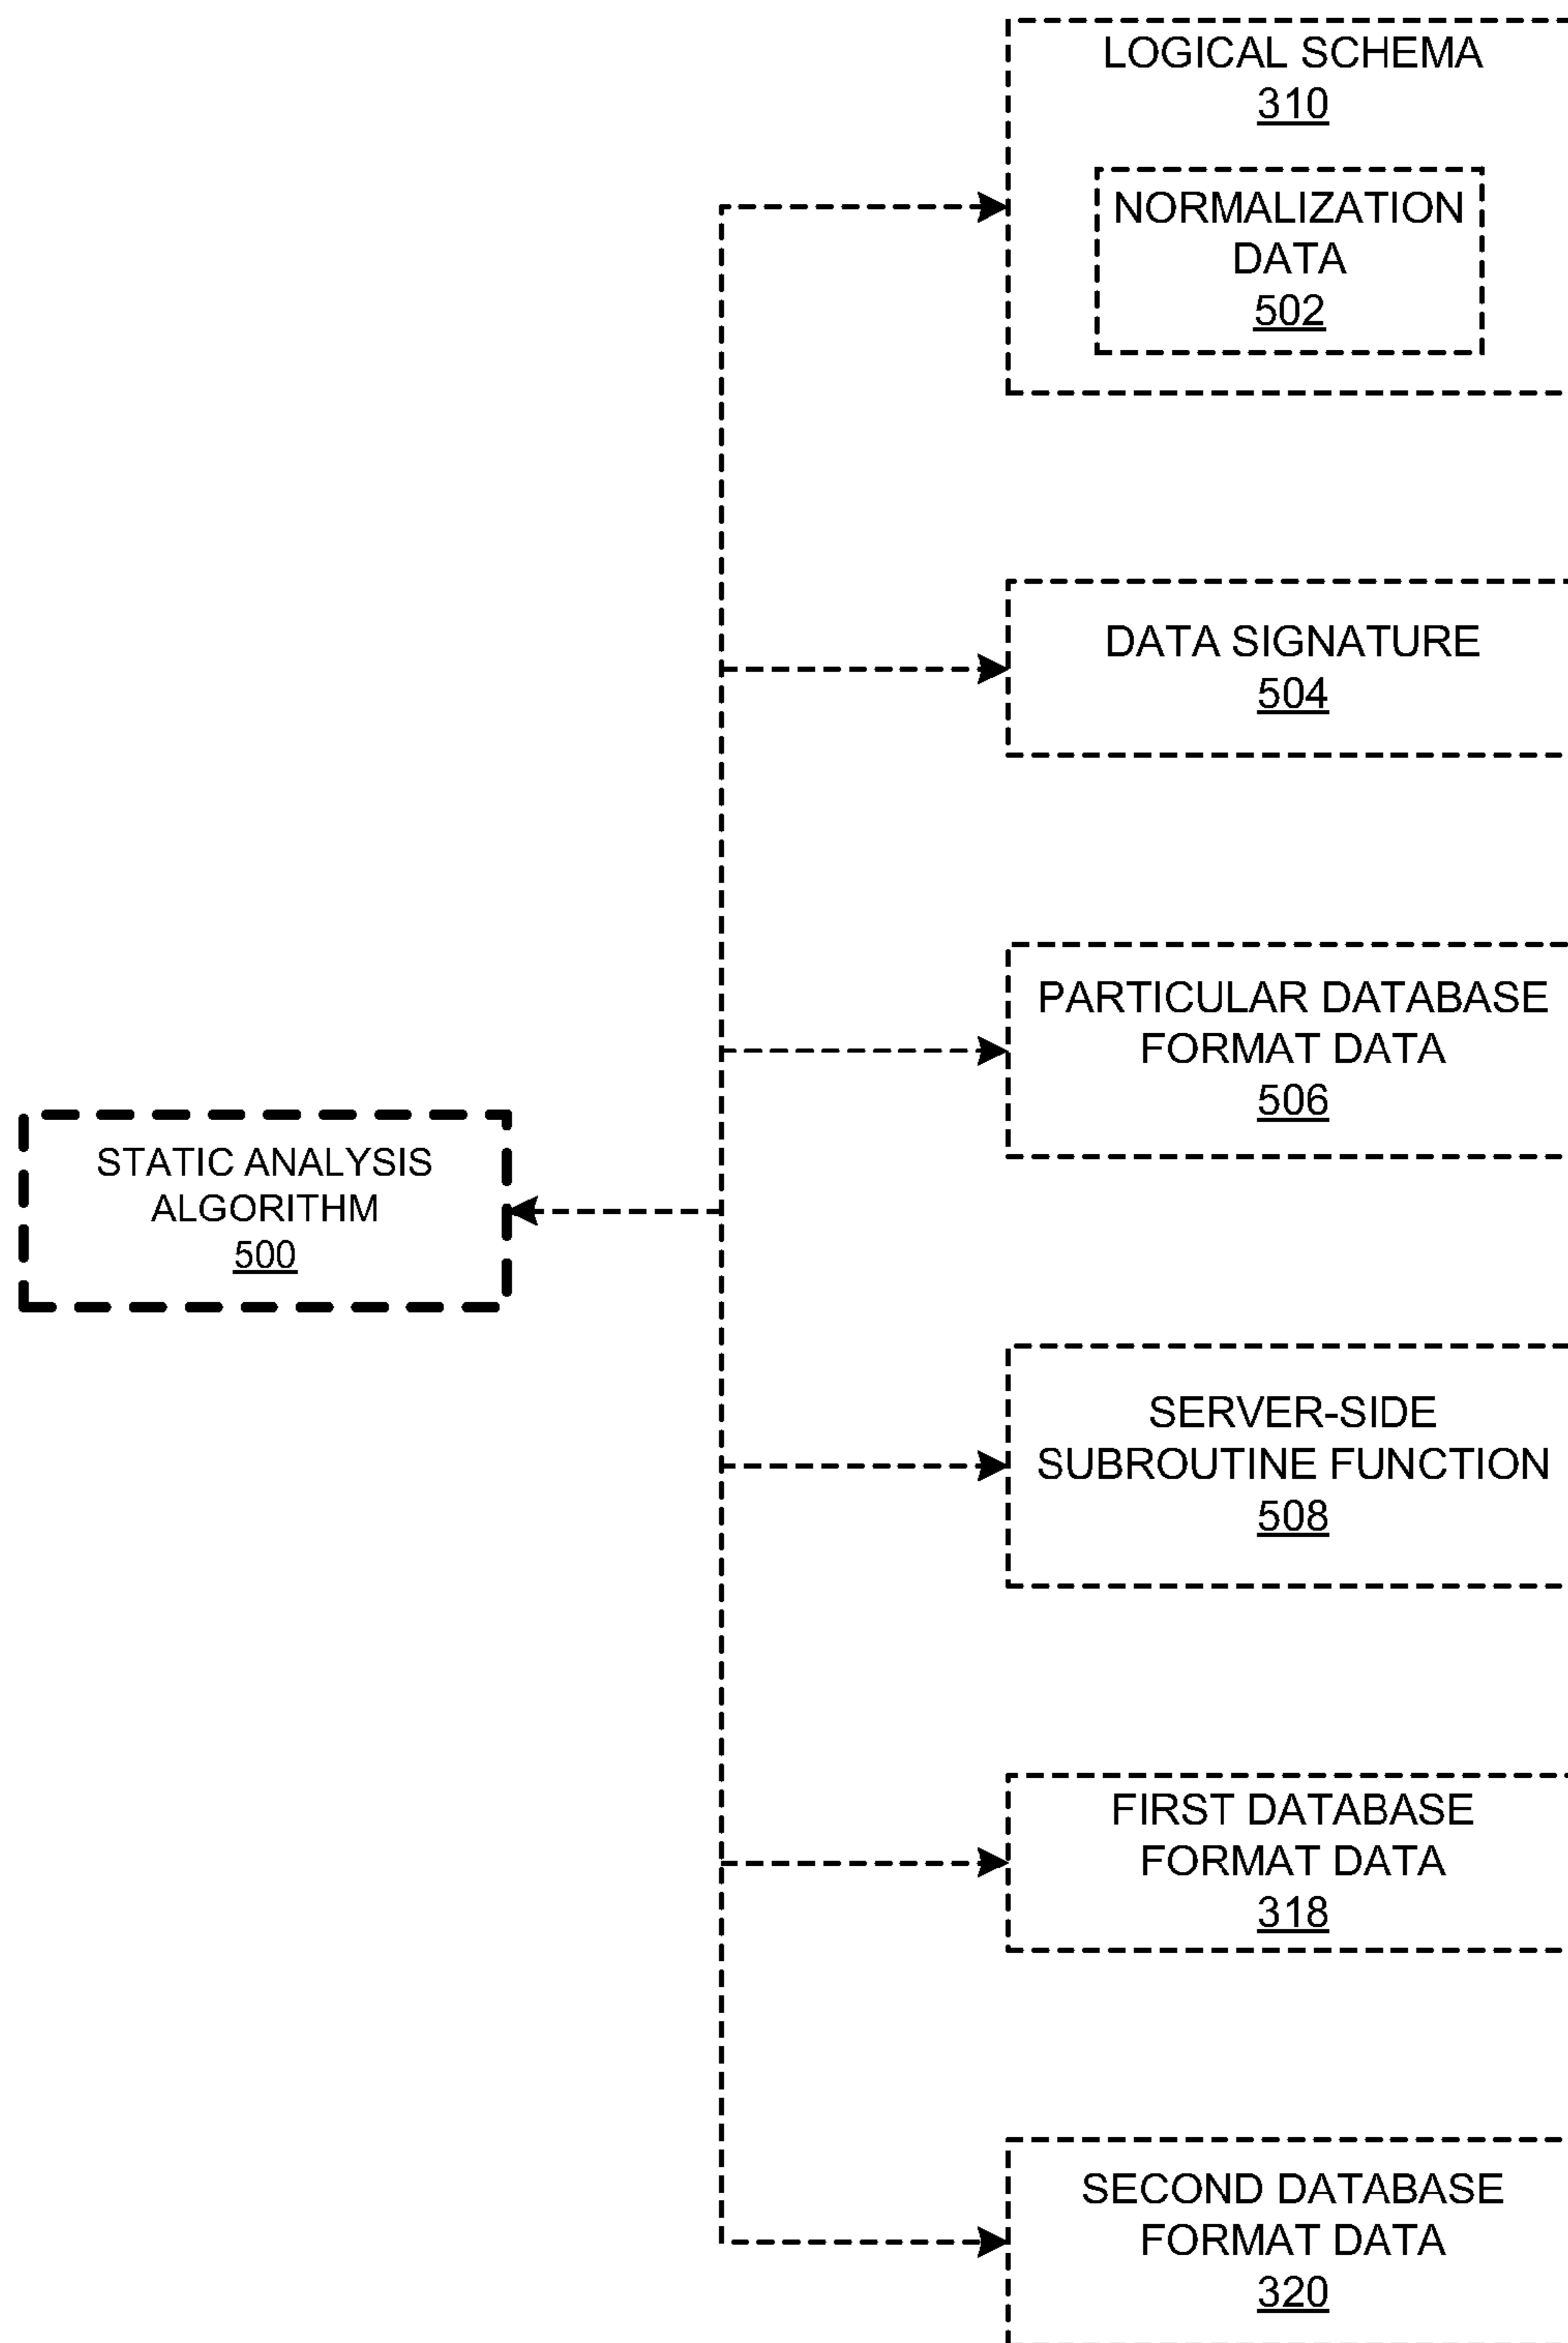 LOGICAL SCHEMA
310
NORMALIZATION
DATA
502
DATA SIGNATURE
504
PARTICULAR DATABASE
FORMAT DATA
506
STATIC ANALYSIS
ALGORITHM
500
SERVER-SIDE
SUBROUTINE FUNCTION
508
FIRST DATABASE
FORMAT DATA
318
SECOND DATABASE
FORMAT DATA
320